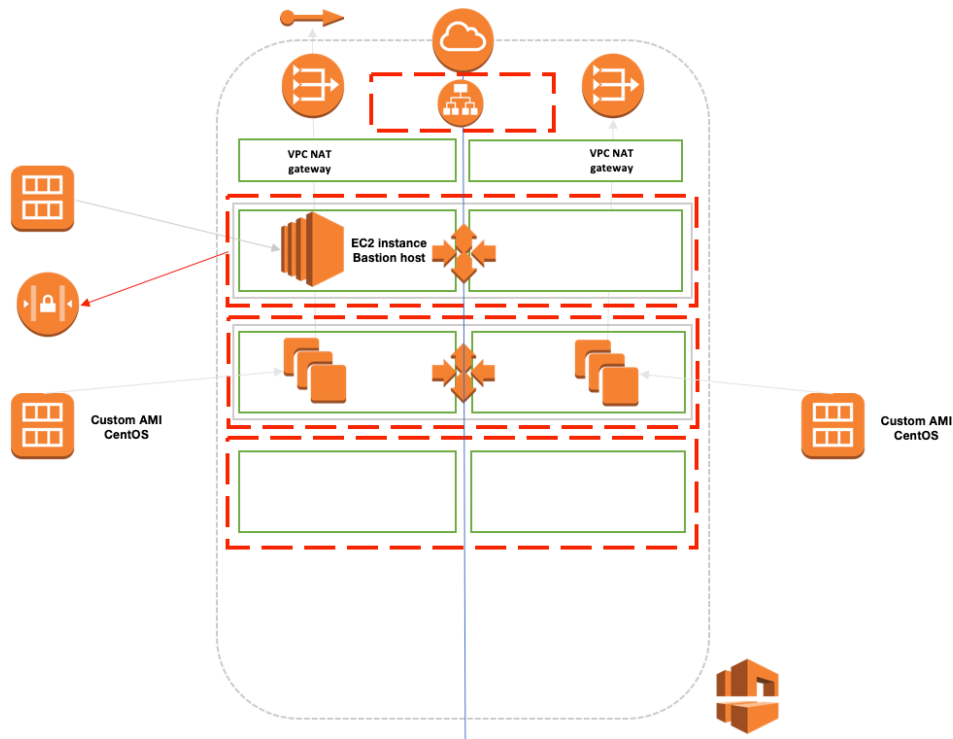 VPC NAT
gateway
VPC NAT
gateway
EC2 instance
Bastion host
Custom AMI
CentOS
Custom AMI
CentOS